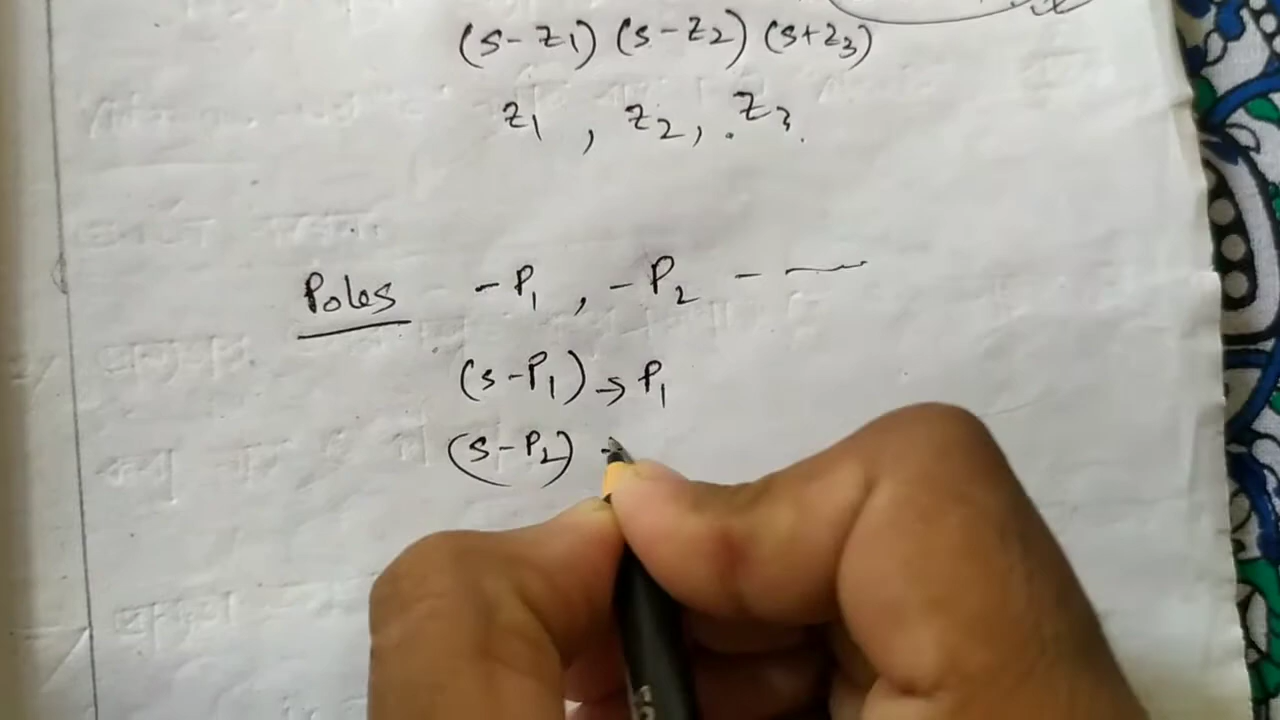 (s-z1) (s-z2) (s+z3)
z1, z2, z3.
Poles -P1, -P2 - —
(s-P1) → P1
(s-P2) -